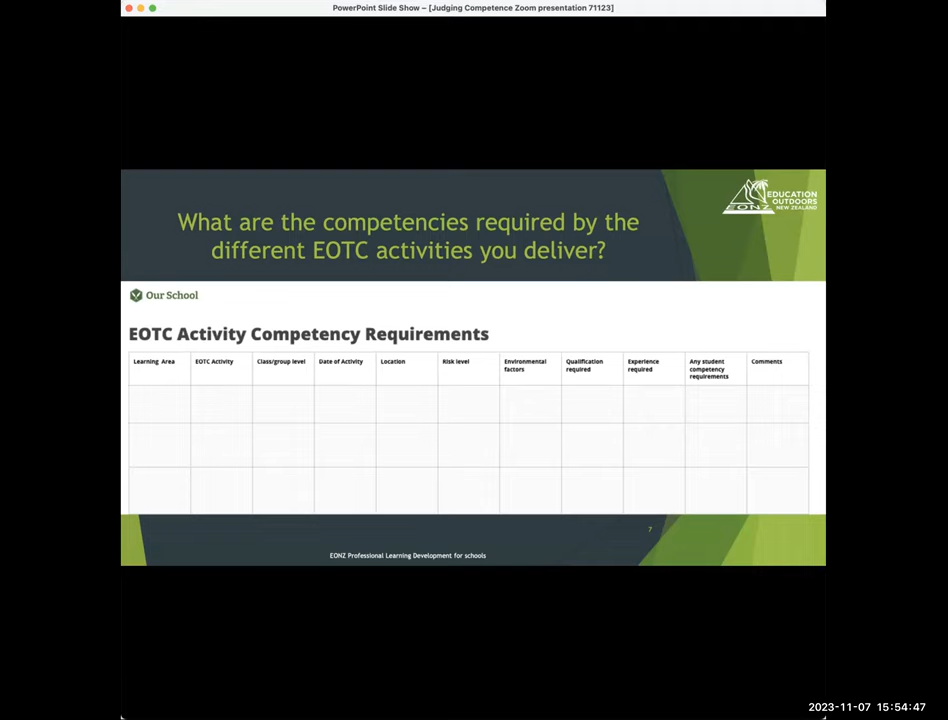 PowerPoint Slide Show – [Judging Competence Zoom presentation 71123]
EDUCATION
OUTDOORS
NEW ZEALAND
EONZ
What are the competencies required by the
different EOTC activities you deliver?
Our School
EOTC Activity Competency Requirements
Learning Area
EOTC Activity
Class/group level
Date of Activity
Location
Risk level
Environmental
factors
Qualification
required
Experience
required
Any student
competency
requirements
Comments
7
EONZ Professional Learning Development for schools
2023-11-07 15:54:47